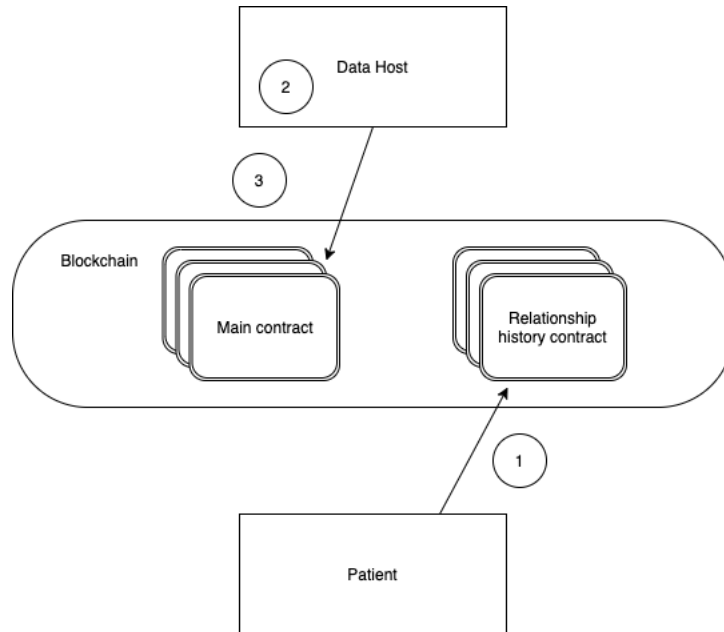 2
Data Host
3
Blockchain
Main contract
Relationship
history contract
1
Patient